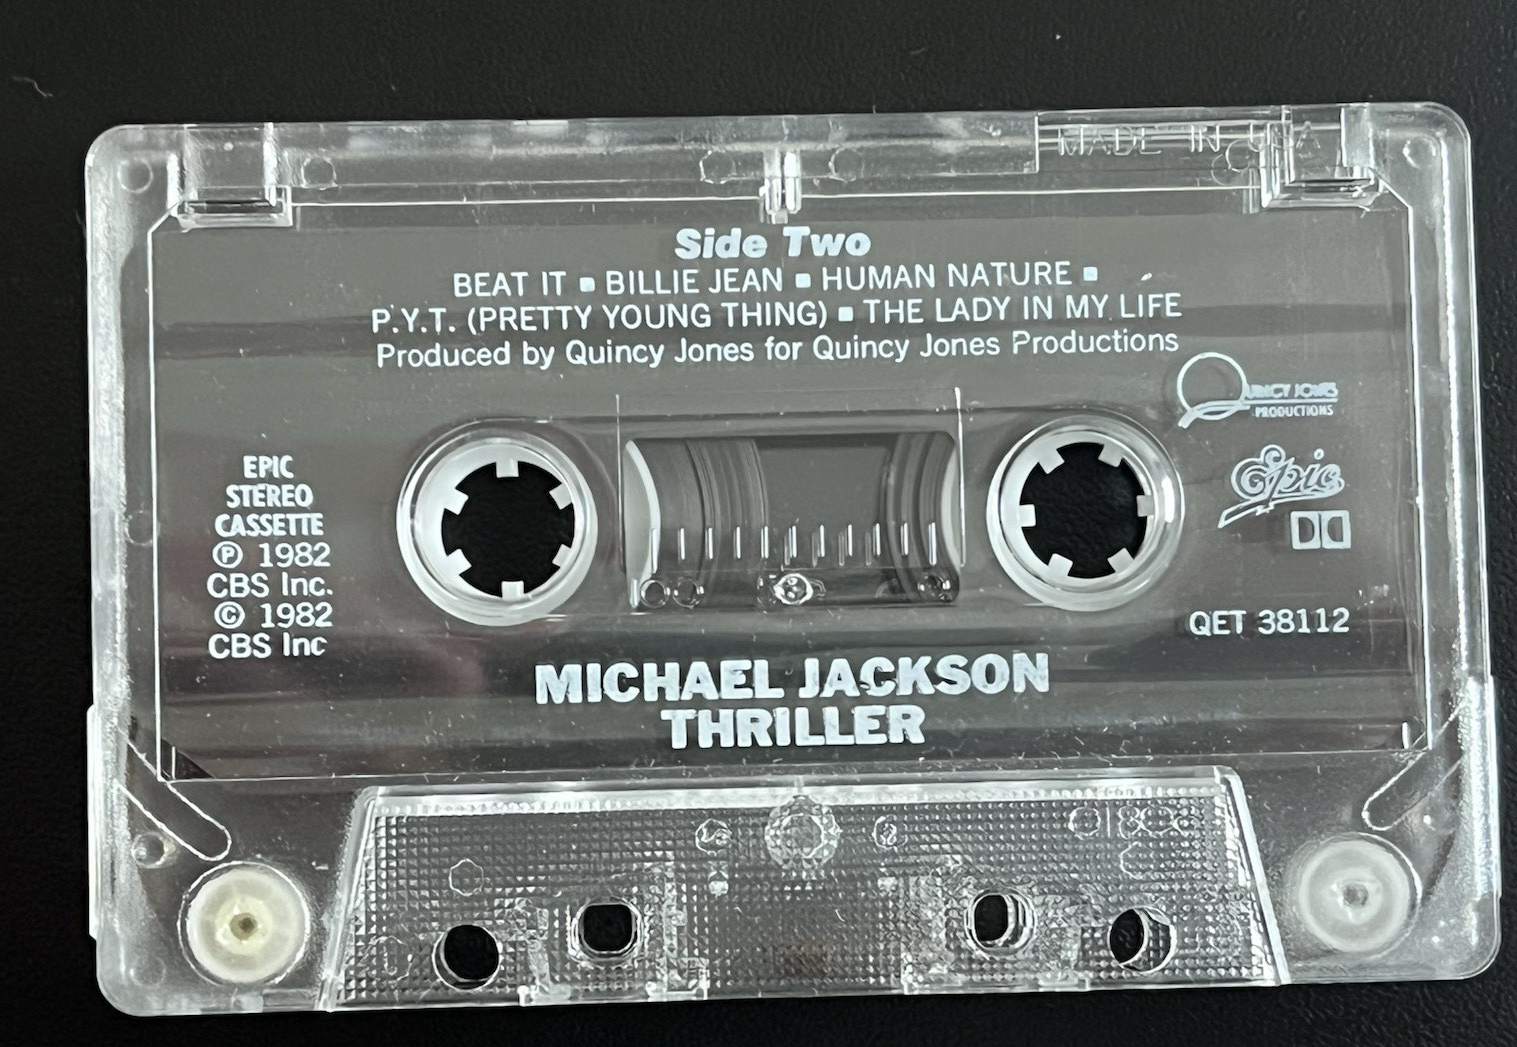 MADE IN USA
Side Two
BEAT IT ▪ BILLIE JEAN ▪ HUMAN NATURE ▪
P.Y.T. (PRETTY YOUNG THING) ▪ THE LADY IN MY LIFE
Produced by Quincy Jones for Quincy Jones Productions
QUINCY JONES
PRODUCTIONS
EPIC
STEREO
CASSETTE
Ⓟ 1982
CBS Inc.
© 1982
CBS Inc
Epic
QET 38112
MICHAEL JACKSON
THRILLER